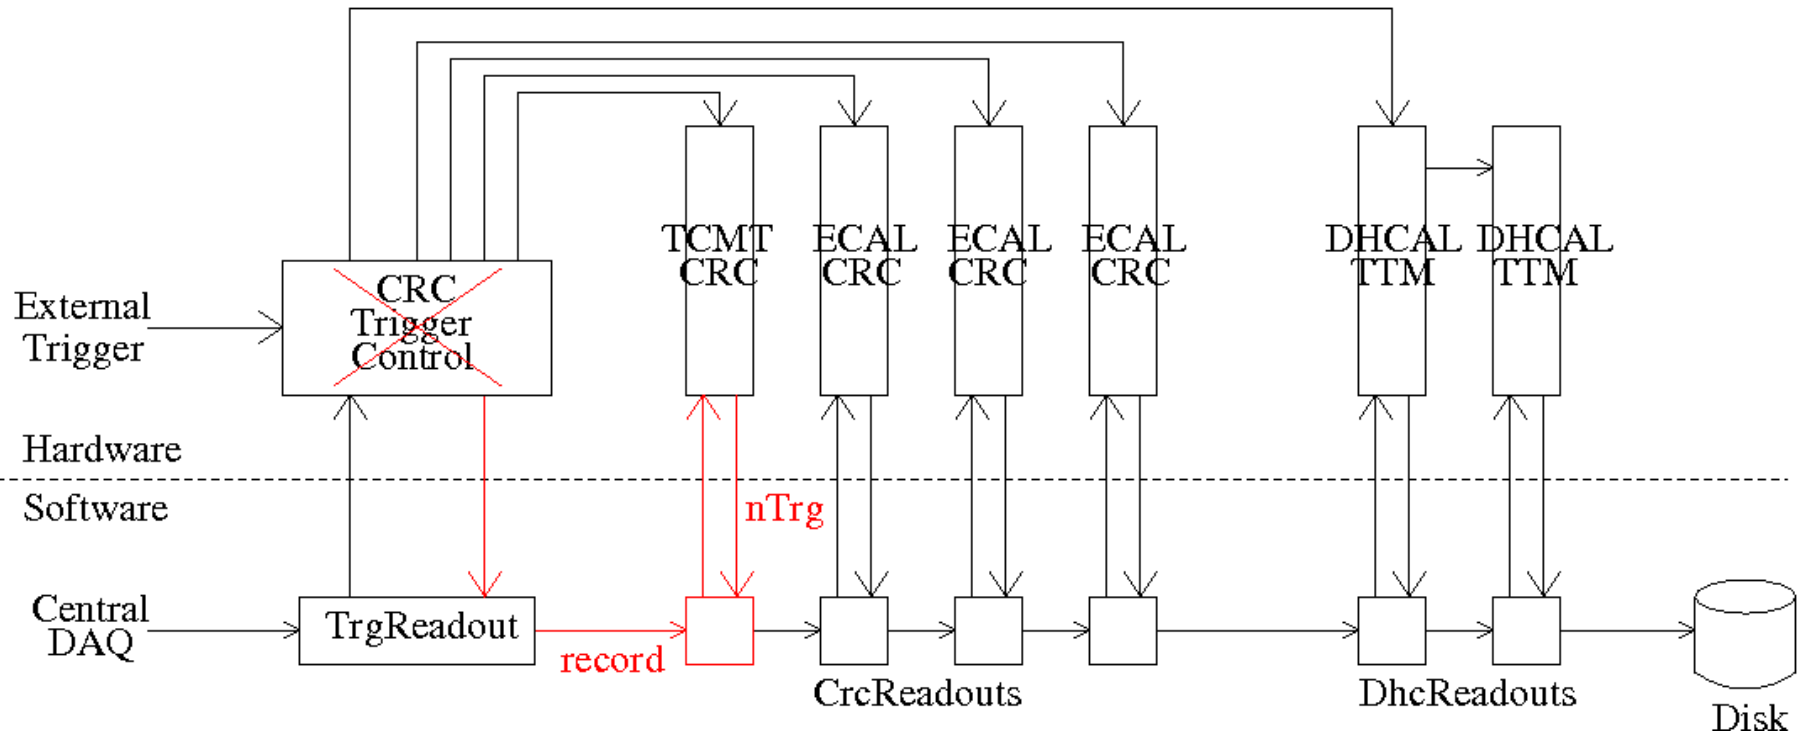 TCMT
CRC
ECAL
CRC
ECAL
CRC
ECAL
CRC
DHCAL
TTM
DHCAL
TTM
CRC
Trigger
Control
External
Trigger
Hardware
Software
nTrg
Central
DAQ
TrgReadout
record
CrcReadouts
DhcReadouts
Disk